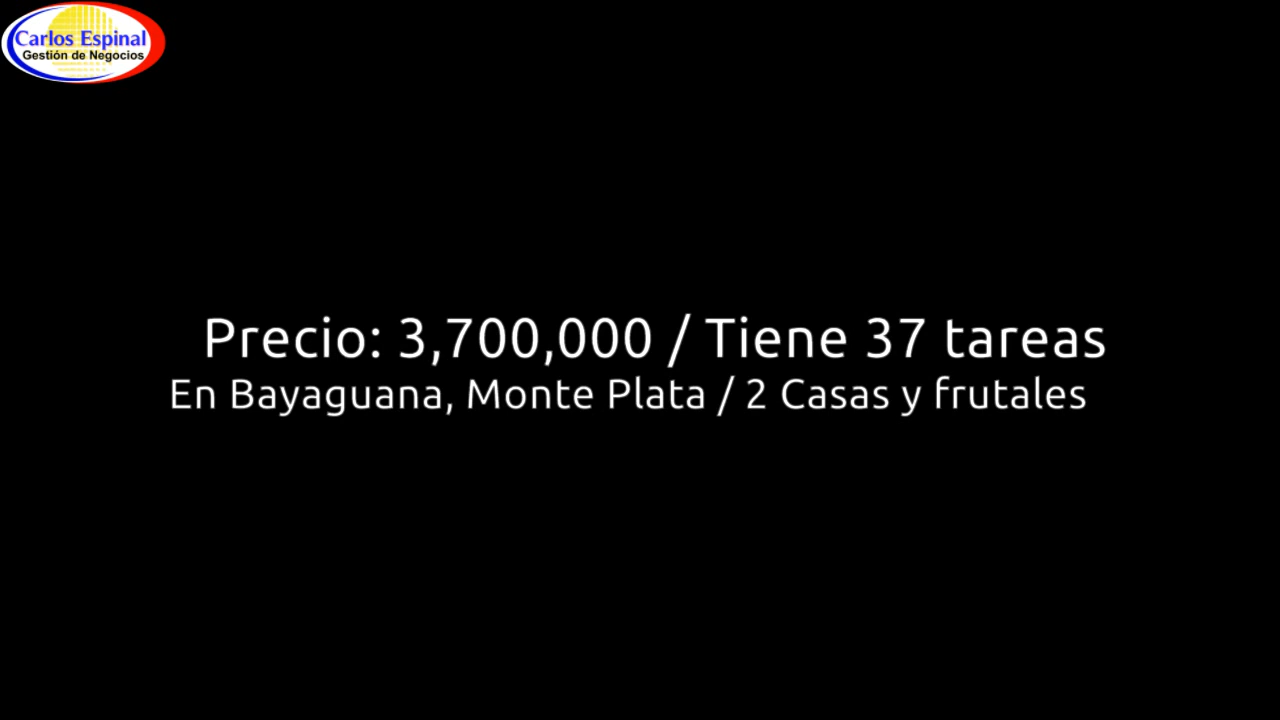 Carlos Espinal
Gestión de Negocios
Precio: 3,700,000 / Tiene 37 tareas
En Bayaguana, Monte Plata / 2 Casas y frutales